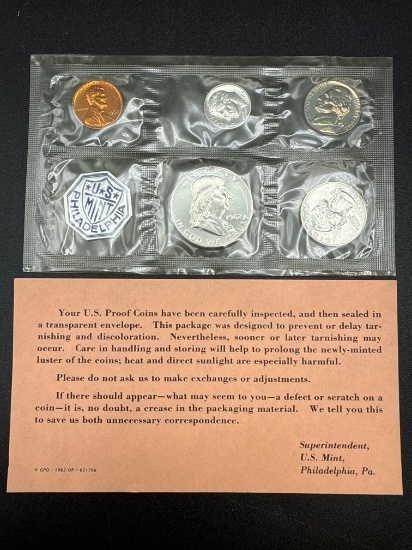 U.S.
MINT
PHILADELPHIA
1962
Your U.S. Proof Coins have been carefully inspected, and then sealed in
a transparent envelope. This package was designed to prevent or delay tar-
nishing and discoloration. Nevertheless, sooner or later tarnishing may
occur. Care in handling and storing will help to prolong the newly-minted
luster of the coins; heat and direct sunlight are especially harmful.
Please do not ask us to make exchanges or adjustments.
If there should appear—what may seem to you—a defect or scratch on a
coin—it is, no doubt, a crease in the packaging material. We tell you this
to save us both unnecessary correspondence.
Superintendent,
U.S. Mint,
Philadelphia, Pa.
GPO : 1962 OF—621706